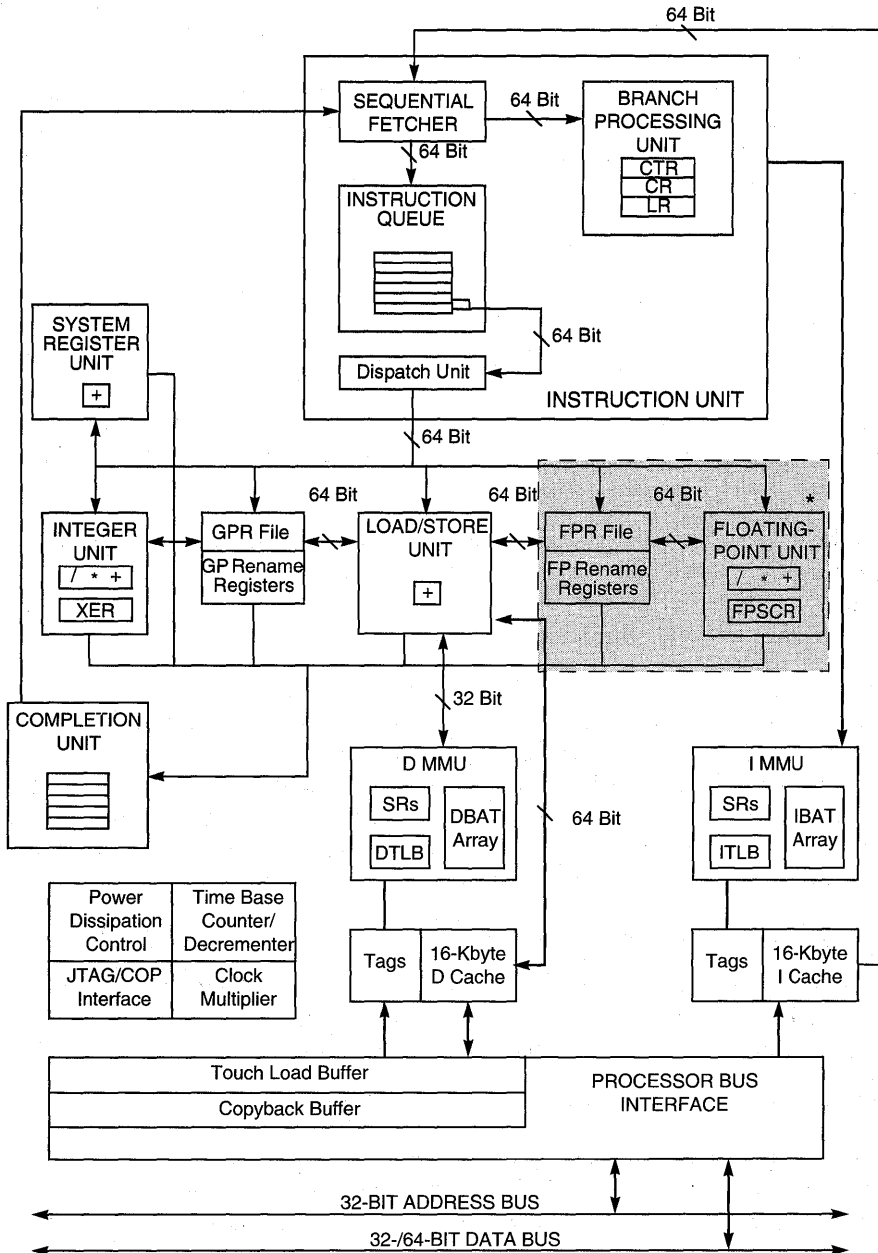 64 Bit
SEQUENTIAL
FETCHER
64 Bit
BRANCH
PROCESSING
UNIT
CTR
CR
LR
64 Bit
INSTRUCTION
QUEUE
64 Bit
Dispatch Unit
INSTRUCTION UNIT
SYSTEM
REGISTER
UNIT
+
64 Bit
INTEGER
UNIT
/ * +
XER
GPR File
GP Rename
Registers
64 Bit
LOAD/STORE
UNIT
+
64 Bit
FPR File
FP Rename
Registers
64 Bit
*
FLOATING-
POINT UNIT
/ * +
FPSCR
32 Bit
COMPLETION
UNIT
D MMU
SRs
DTLB
DBAT
Array
64 Bit
I MMU
SRs
ITLB
IBAT
Array
Power
Dissipation
Control
Time Base
Counter/
Decrementer
JTAG/COP
Interface
Clock
Multiplier
Tags
16-Kbyte
D Cache
Tags
16-Kbyte
I Cache
Touch Load Buffer
Copyback Buffer
PROCESSOR BUS
INTERFACE
32-BIT ADDRESS BUS
32-/64-BIT DATA BUS